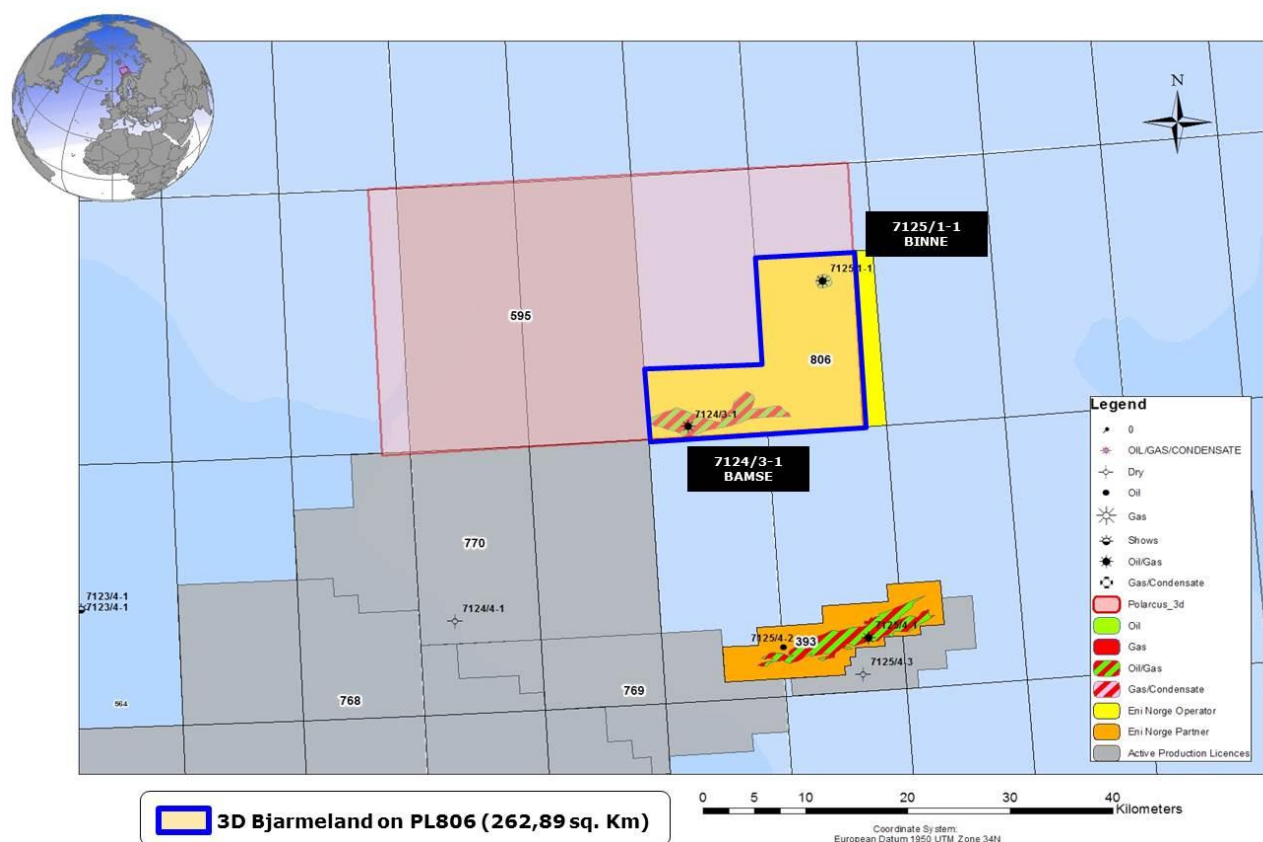 N
7125/1-1
BINNE
7125/1-1
595
806
7124/3-1
7124/3-1
BAMSE
770
7123/4-1
7123/4-1
7124/4-1
7125/4-2
393
7125/4-1
7125/4-3
769
768
564
Legend
0
OIL/GAS/CONDENSATE
Dry
Oil
Gas
Shows
Oil/Gas
Gas/Condensate
Polarcus_3d
Oil
Gas
Oil/Gas
Gas/Condensate
Eni Norge Operator
Eni Norge Partner
Active Production Licences
3D Bjarmeland on PL806 (262,89 sq. Km)
0 5 10 20 30 40
Kilometers
Coordinate System:
European Datum 1950 UTM Zone 34N